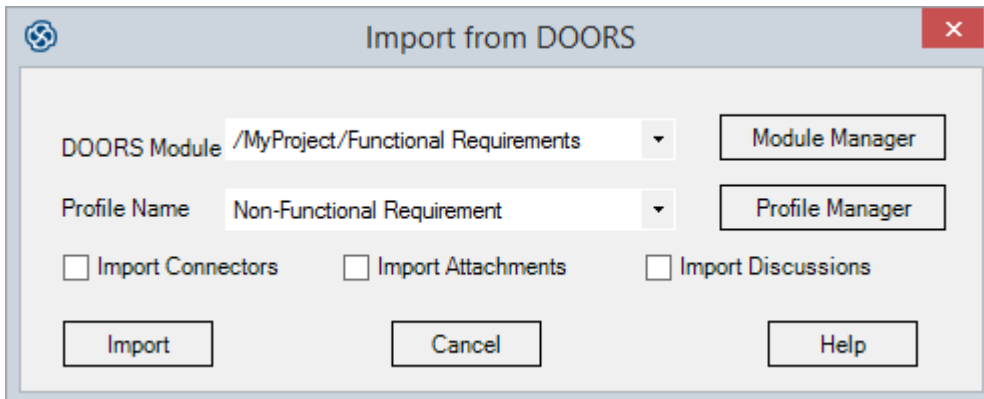 Import from DOORS
DOORS Module /MyProject/Functional Requirements Module Manager
Profile Name Non-Functional Requirement Profile Manager
Import Connectors Import Attachments Import Discussions
Import Cancel Help